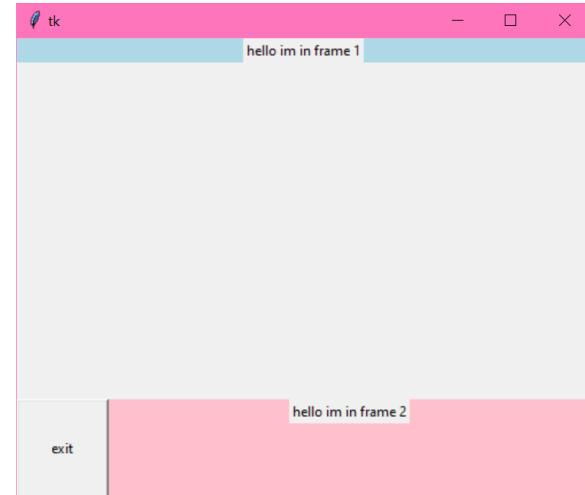 tk
hello im in frame 1
hello im in frame 2
exit